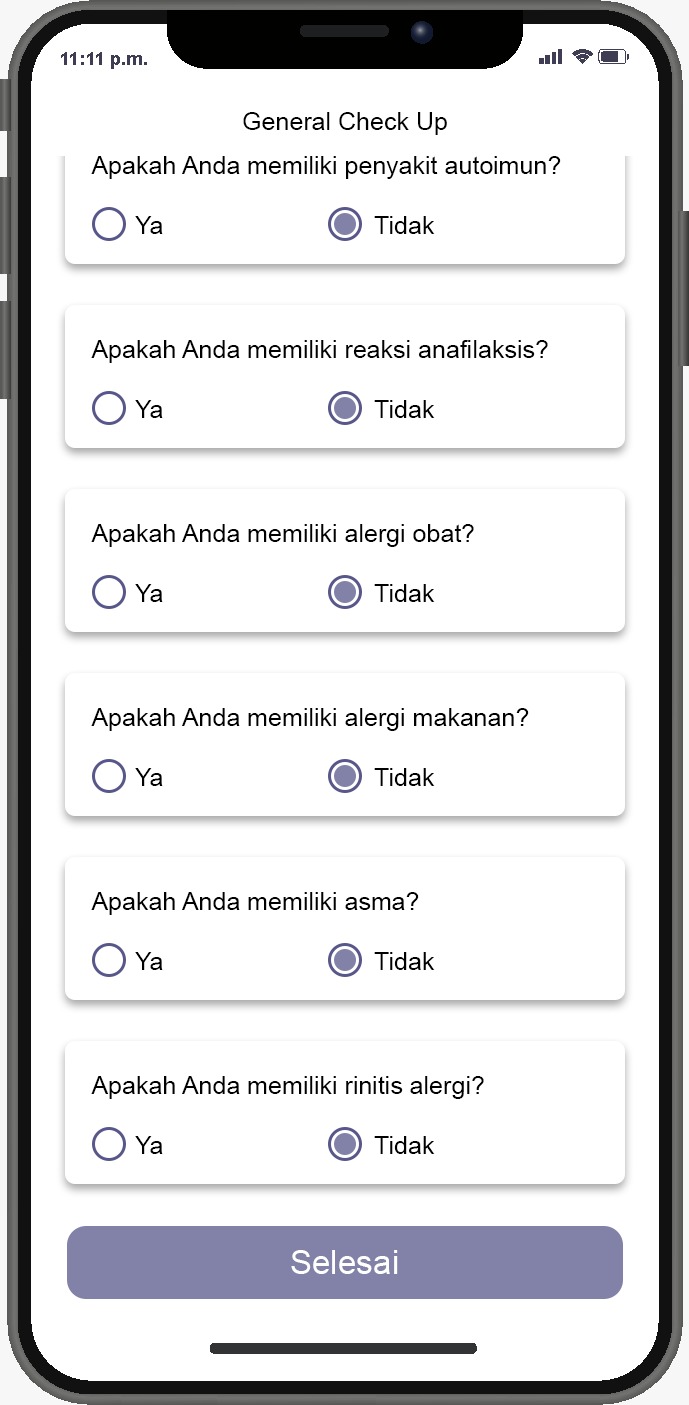 11:11 p.m.
General Check Up
Apakah Anda memiliki penyakit autoimun?
Ya Tidak
Apakah Anda memiliki reaksi anafilaksis?
Ya Tidak
Apakah Anda memiliki alergi obat?
Ya Tidak
Apakah Anda memiliki alergi makanan?
Ya Tidak
Apakah Anda memiliki asma?
Ya Tidak
Apakah Anda memiliki rinitis alergi?
Ya Tidak
Selesai